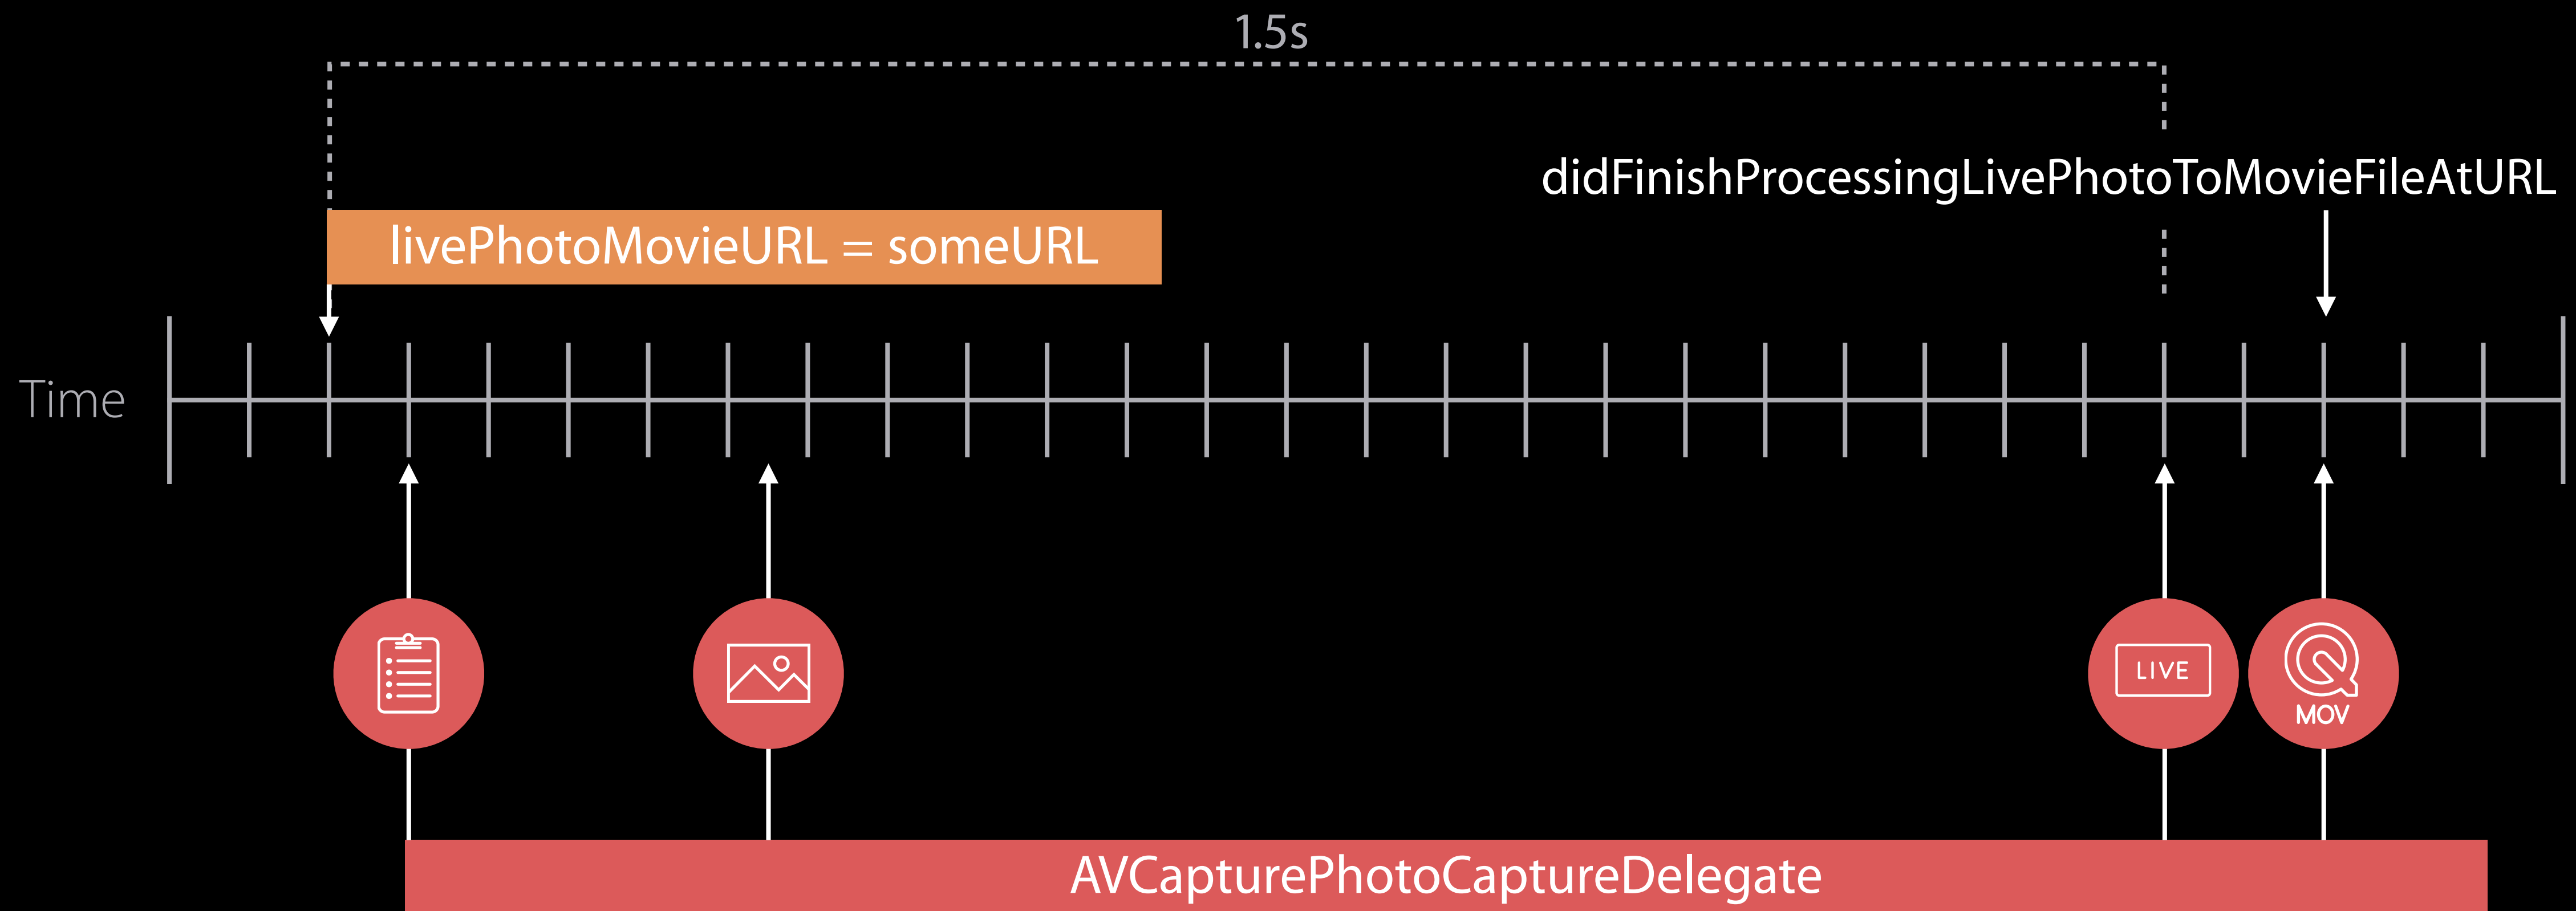 1.5s
didFinishProcessingLivePhotoToMovieFileAtURL
livePhotoMovieURL = someURL
Time
LIVE
MOV
AVCapturePhotoCaptureDelegate